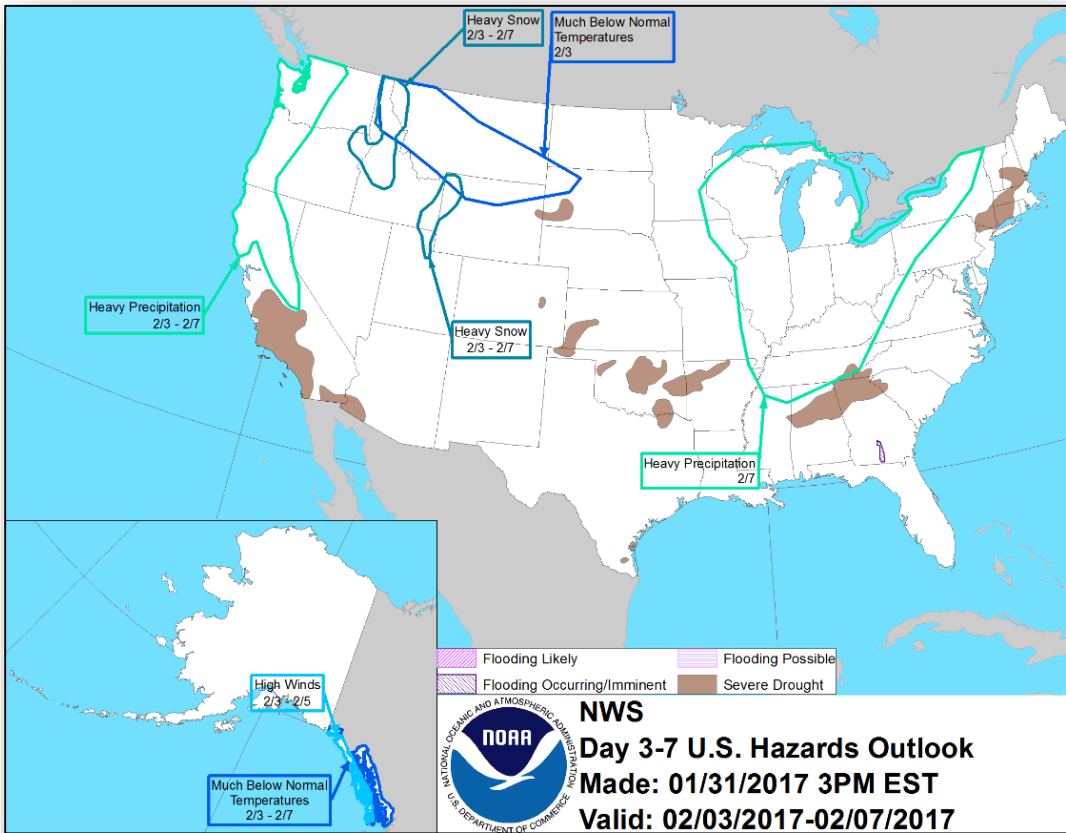 Heavy Snow
2/3 - 2/7
Much Below Normal
Temperatures
2/3
Heavy Precipitation
2/3 - 2/7
Heavy Snow
2/3 - 2/7
Heavy Precipitation
2/7
High Winds
2/3 - 2/5
Much Below Normal
Temperatures
2/3 - 2/7
Flooding Likely
Flooding Possible
Flooding Occurring/Imminent
Severe Drought
NATIONAL OCEANIC AND ATMOSPHERIC ADMINISTRATION
NOAA
U.S. DEPARTMENT OF COMMERCE
NWS
Day 3-7 U.S. Hazards Outlook
Made: 01/31/2017 3PM EST
Valid: 02/03/2017-02/07/2017